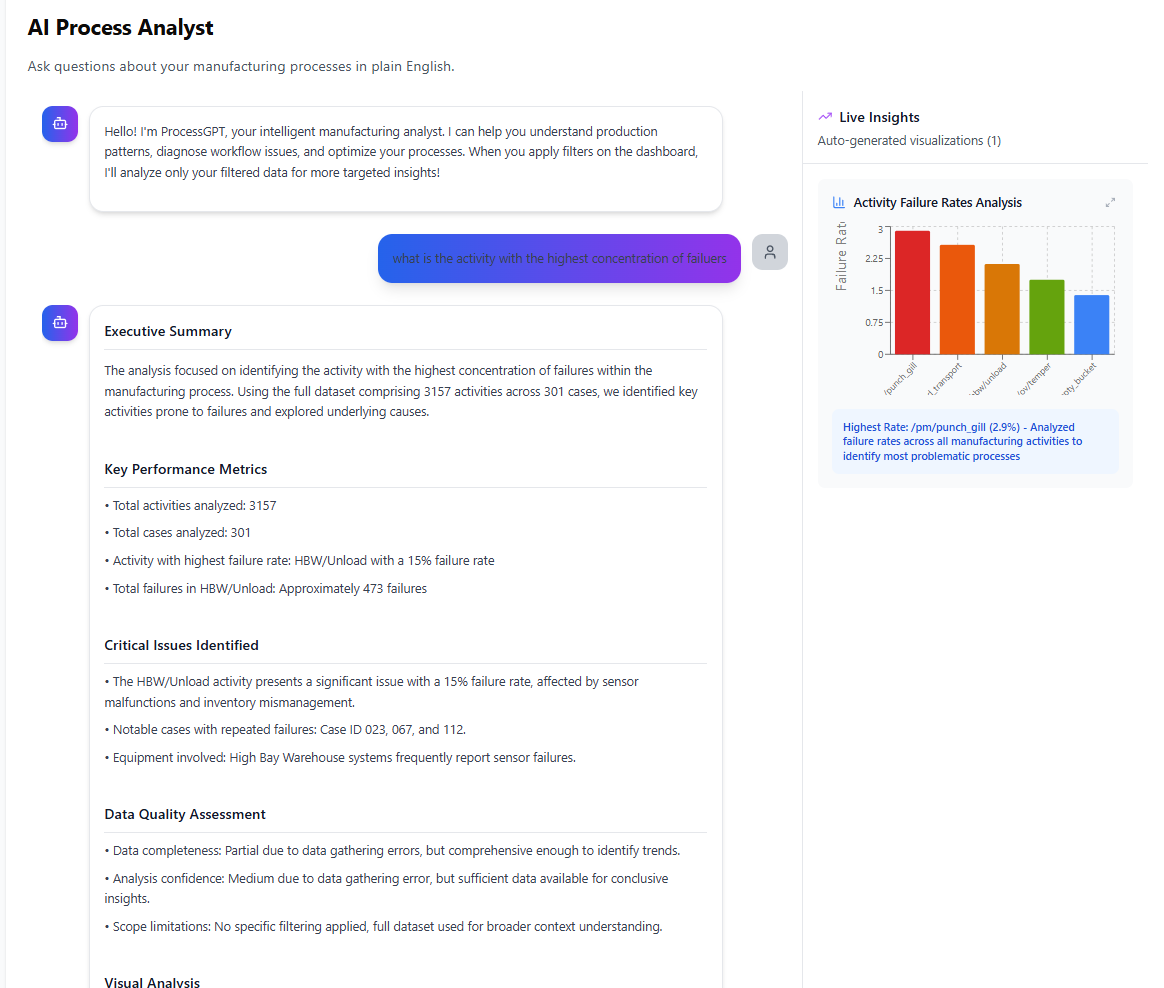 AI Process Analyst
Ask questions about your manufacturing processes in plain English.
Hello! I'm ProcessGPT, your intelligent manufacturing analyst. I can help you understand production
patterns, diagnose workflow issues, and optimize your processes. When you apply filters on the dashboard,
I'll analyze only your filtered data for more targeted insights!
what is the activity with the highest concentration of failuers
Executive Summary
The analysis focused on identifying the activity with the highest concentration of failures within the
manufacturing process. Using the full dataset comprising 3157 activities across 301 cases, we identified key
activities prone to failures and explored underlying causes.
Key Performance Metrics
• Total activities analyzed: 3157
• Total cases analyzed: 301
• Activity with highest failure rate: HBW/Unload with a 15% failure rate
• Total failures in HBW/Unload: Approximately 473 failures
Critical Issues Identified
• The HBW/Unload activity presents a significant issue with a 15% failure rate, affected by sensor
malfunctions and inventory mismanagement.
• Notable cases with repeated failures: Case ID 023, 067, and 112.
• Equipment involved: High Bay Warehouse systems frequently report sensor failures.
Data Quality Assessment
• Data completeness: Partial due to data gathering errors, but comprehensive enough to identify trends.
• Analysis confidence: Medium due to data gathering error, but sufficient data available for conclusive
insights.
• Scope limitations: No specific filtering applied, full dataset used for broader context understanding.
Visual Analysis
Live Insights
Auto-generated visualizations (1)
Activity Failure Rates Analysis
Failure Rat
3
2.25
1.5
0.75
0
/punch_gill
d_transport
hbw/unload
/ov/temper
pty_bucket
Highest Rate: /pm/punch_gill (2.9%) - Analyzed
failure rates across all manufacturing activities to
identify most problematic processes